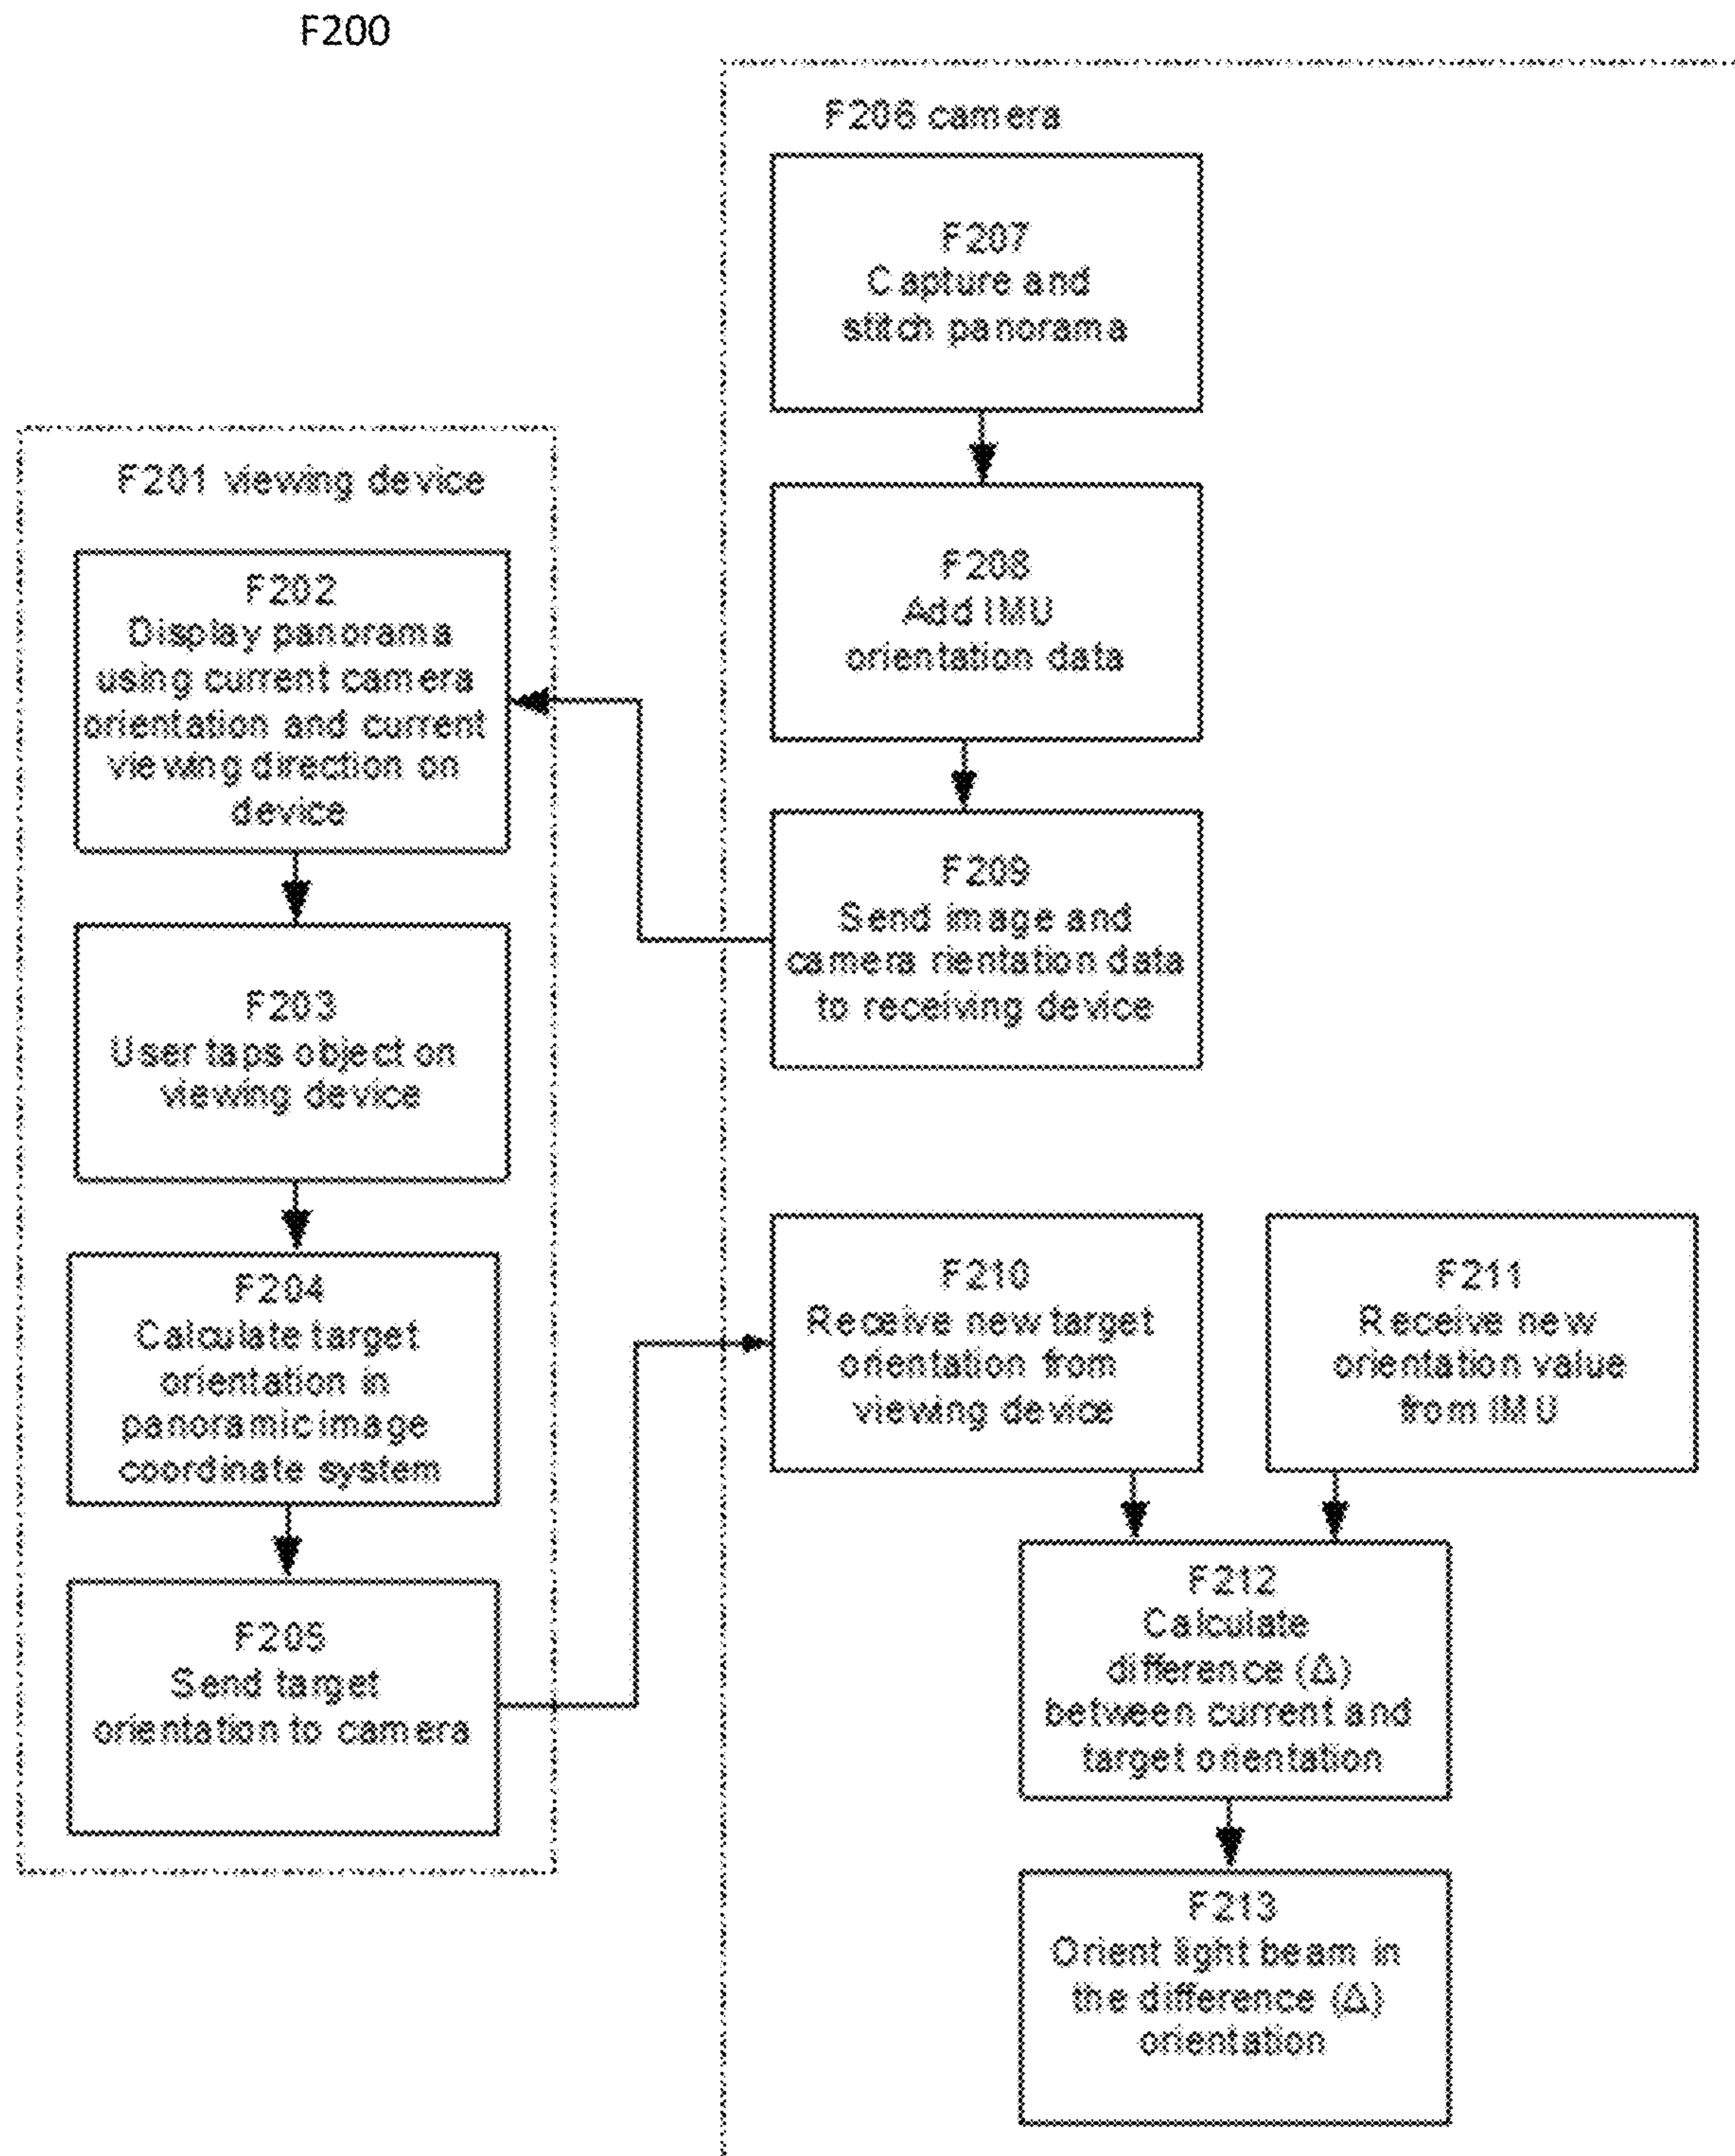 F200
F206 camera
F207
Capture and
stitch panorama
F208
Add IMU
orientation data
F209
Send image and
camera rientation data
to receiving device
F201 viewing device
F202
Display panorama
using current camera
orientation and current
viewing direction on
device
F203
User taps object on
viewing device
F204
Calculate target
orientation in
panoramic image
coordinate system
F205
Send target
orientation to camera
F210
Receive new target
orientation from
viewing device
F211
Receive new
orientation value
from IMU
F212
Calculate
difference (Δ)
between current and
target orientation
F213
Orient light beam in
the difference (Δ)
orientation